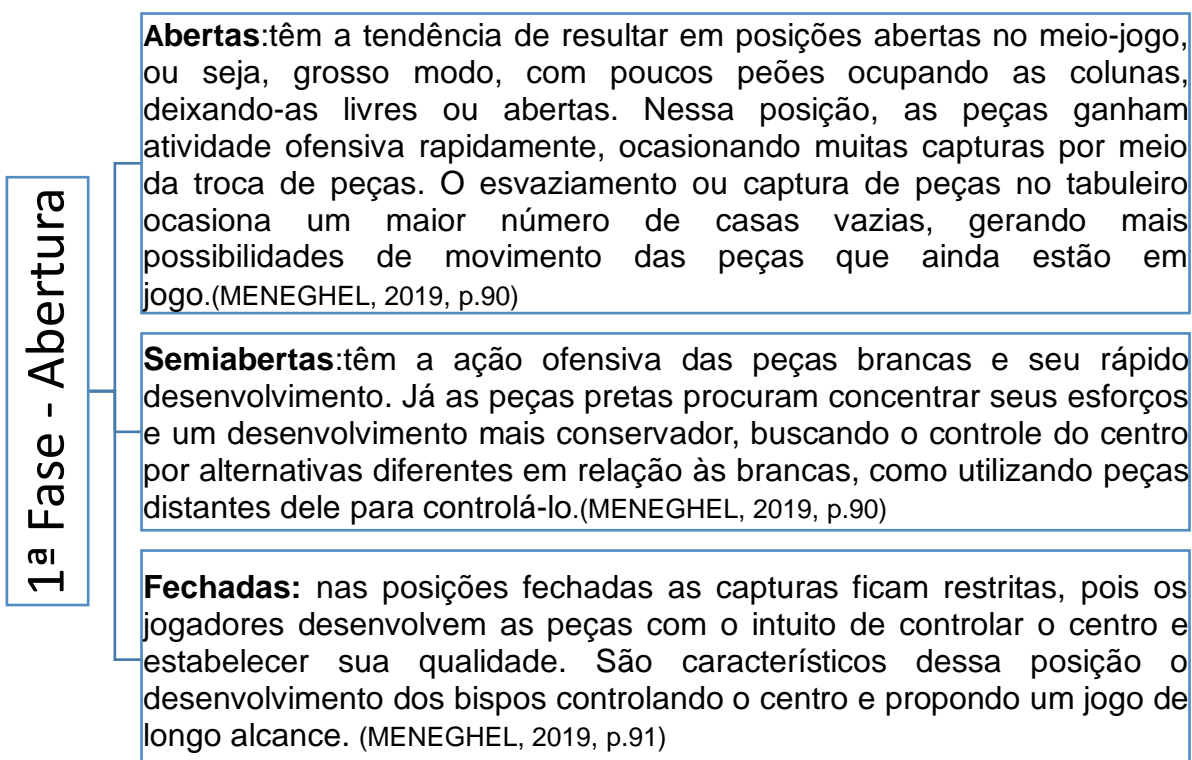 1ª Fase - Abertura
Abertas:têm a tendência de resultar em posições abertas no meio-jogo,
ou seja, grosso modo, com poucos peões ocupando as colunas,
deixando-as livres ou abertas. Nessa posição, as peças ganham
atividade ofensiva rapidamente, ocasionando muitas capturas por meio
da troca de peças. O esvaziamento ou captura de peças no tabuleiro
ocasiona um maior número de casas vazias, gerando mais
possibilidades de movimento das peças que ainda estão em
jogo.(MENEGHEL, 2019, p.90)
Semiabertas:têm a ação ofensiva das peças brancas e seu rápido
desenvolvimento. Já as peças pretas procuram concentrar seus esforços
e um desenvolvimento mais conservador, buscando o controle do centro
por alternativas diferentes em relação às brancas, como utilizando peças
distantes dele para controlá-lo.(MENEGHEL, 2019, p.90)
Fechadas: nas posições fechadas as capturas ficam restritas, pois os
jogadores desenvolvem as peças com o intuito de controlar o centro e
estabelecer sua qualidade. São característicos dessa posição o
desenvolvimento dos bispos controlando o centro e propondo um jogo de
longo alcance. (MENEGHEL, 2019, p.91)